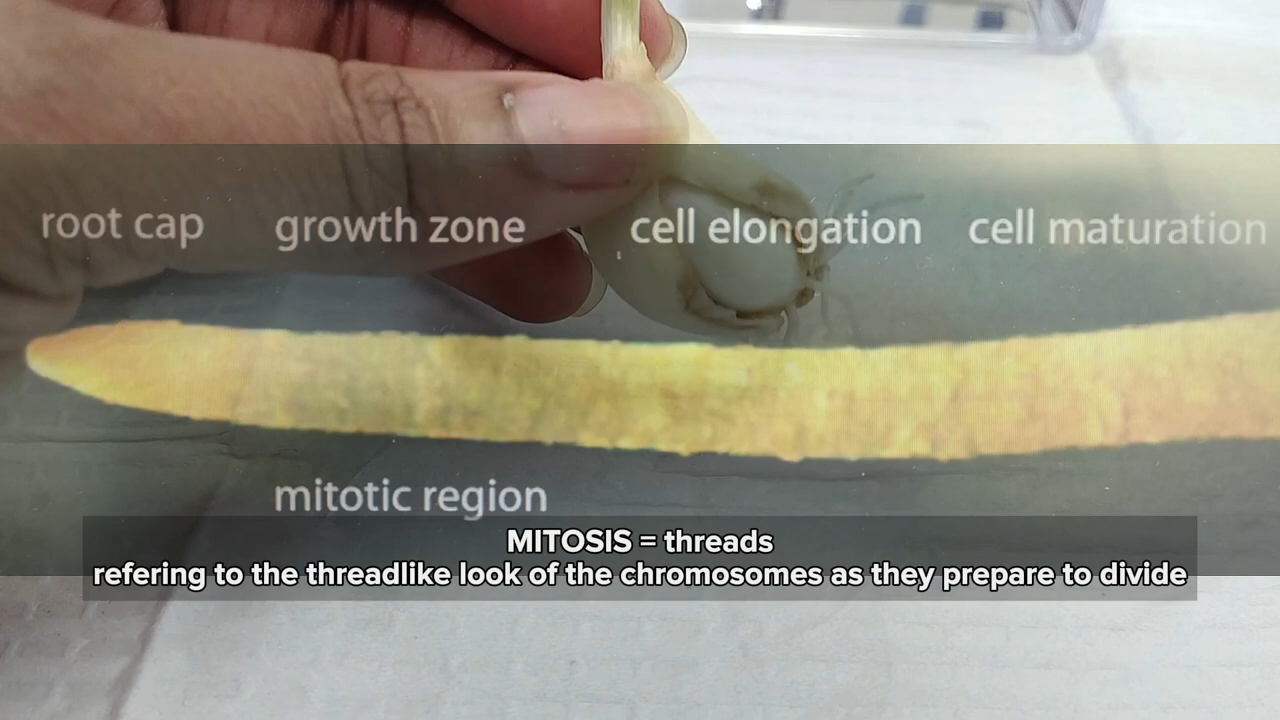 root cap growth zone cell elongation cell maturation
mitotic region
MITOSIS = threads
refering to the threadlike look of the chromosomes as they prepare to divide